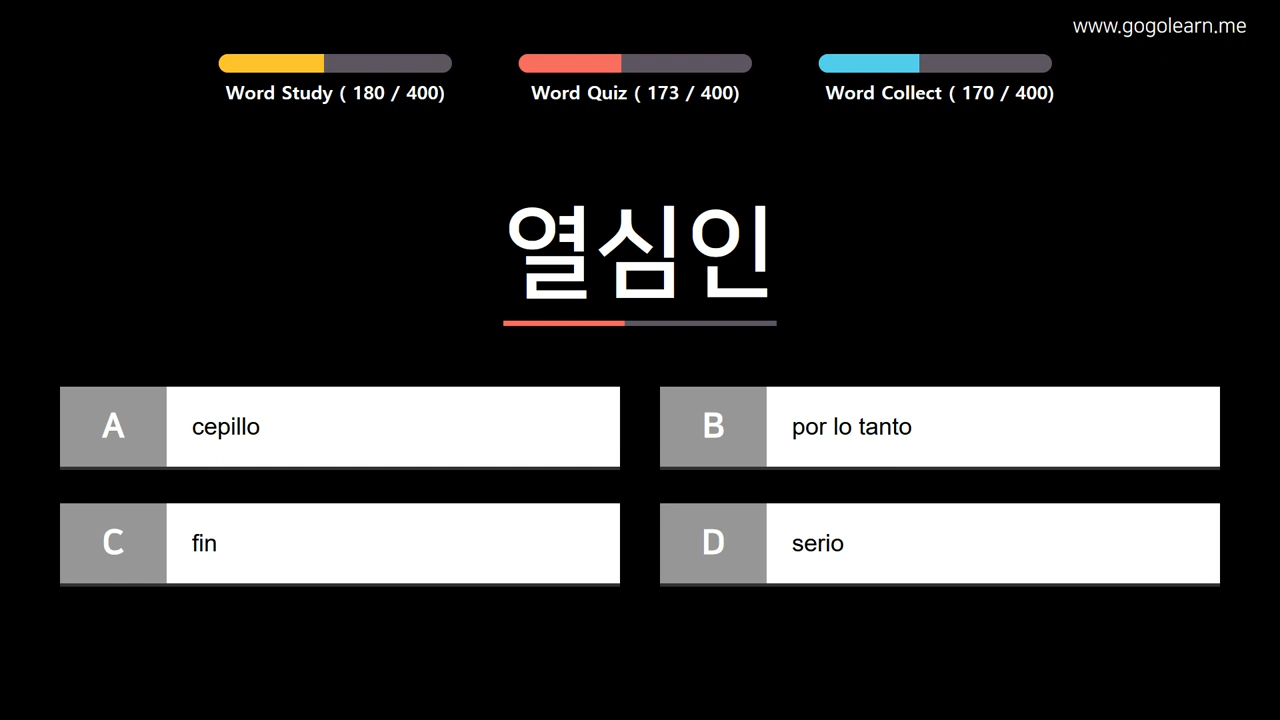 www.gogolearn.me
Word Study ( 180 / 400)
Word Quiz ( 173 / 400)
Word Collect ( 170 / 400)
열심인
A
cepillo
B
por lo tanto
C
fin
D
serio